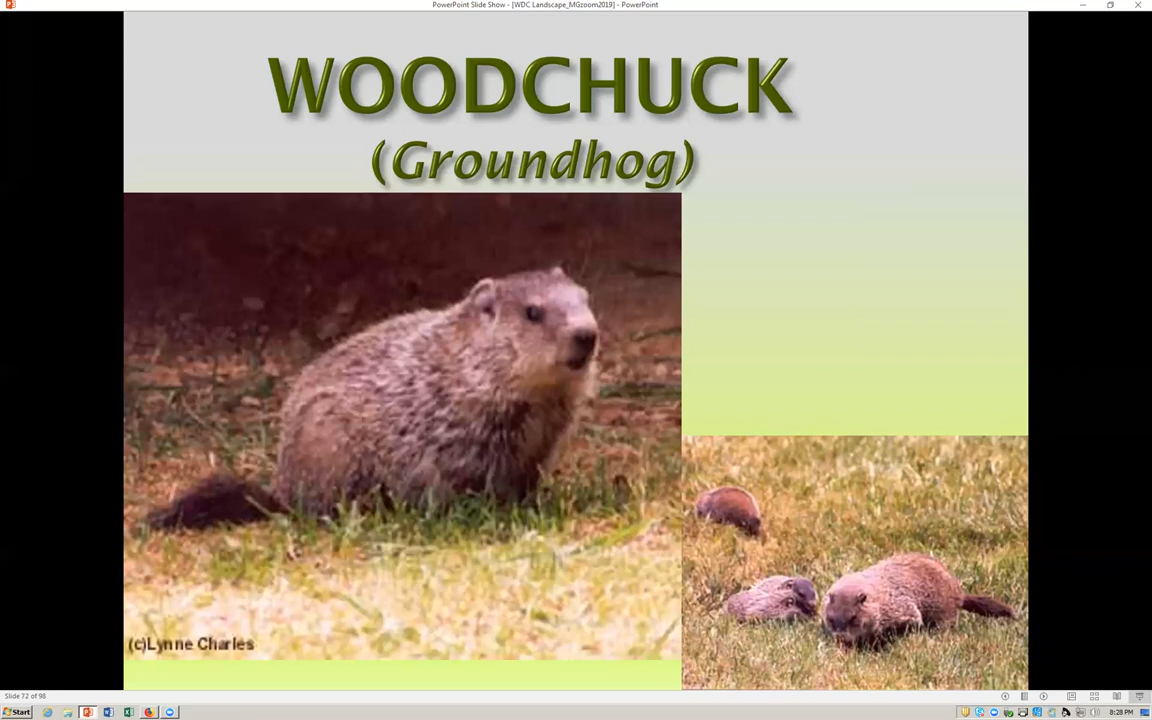 PowerPoint Slide Show - [WDC Landscape_MGzoom2019] - PowerPoint
WOODCHUCK
(Groundhog)
(c)Lynne Charles
Slide 72 of 98
Start
8:28 PM